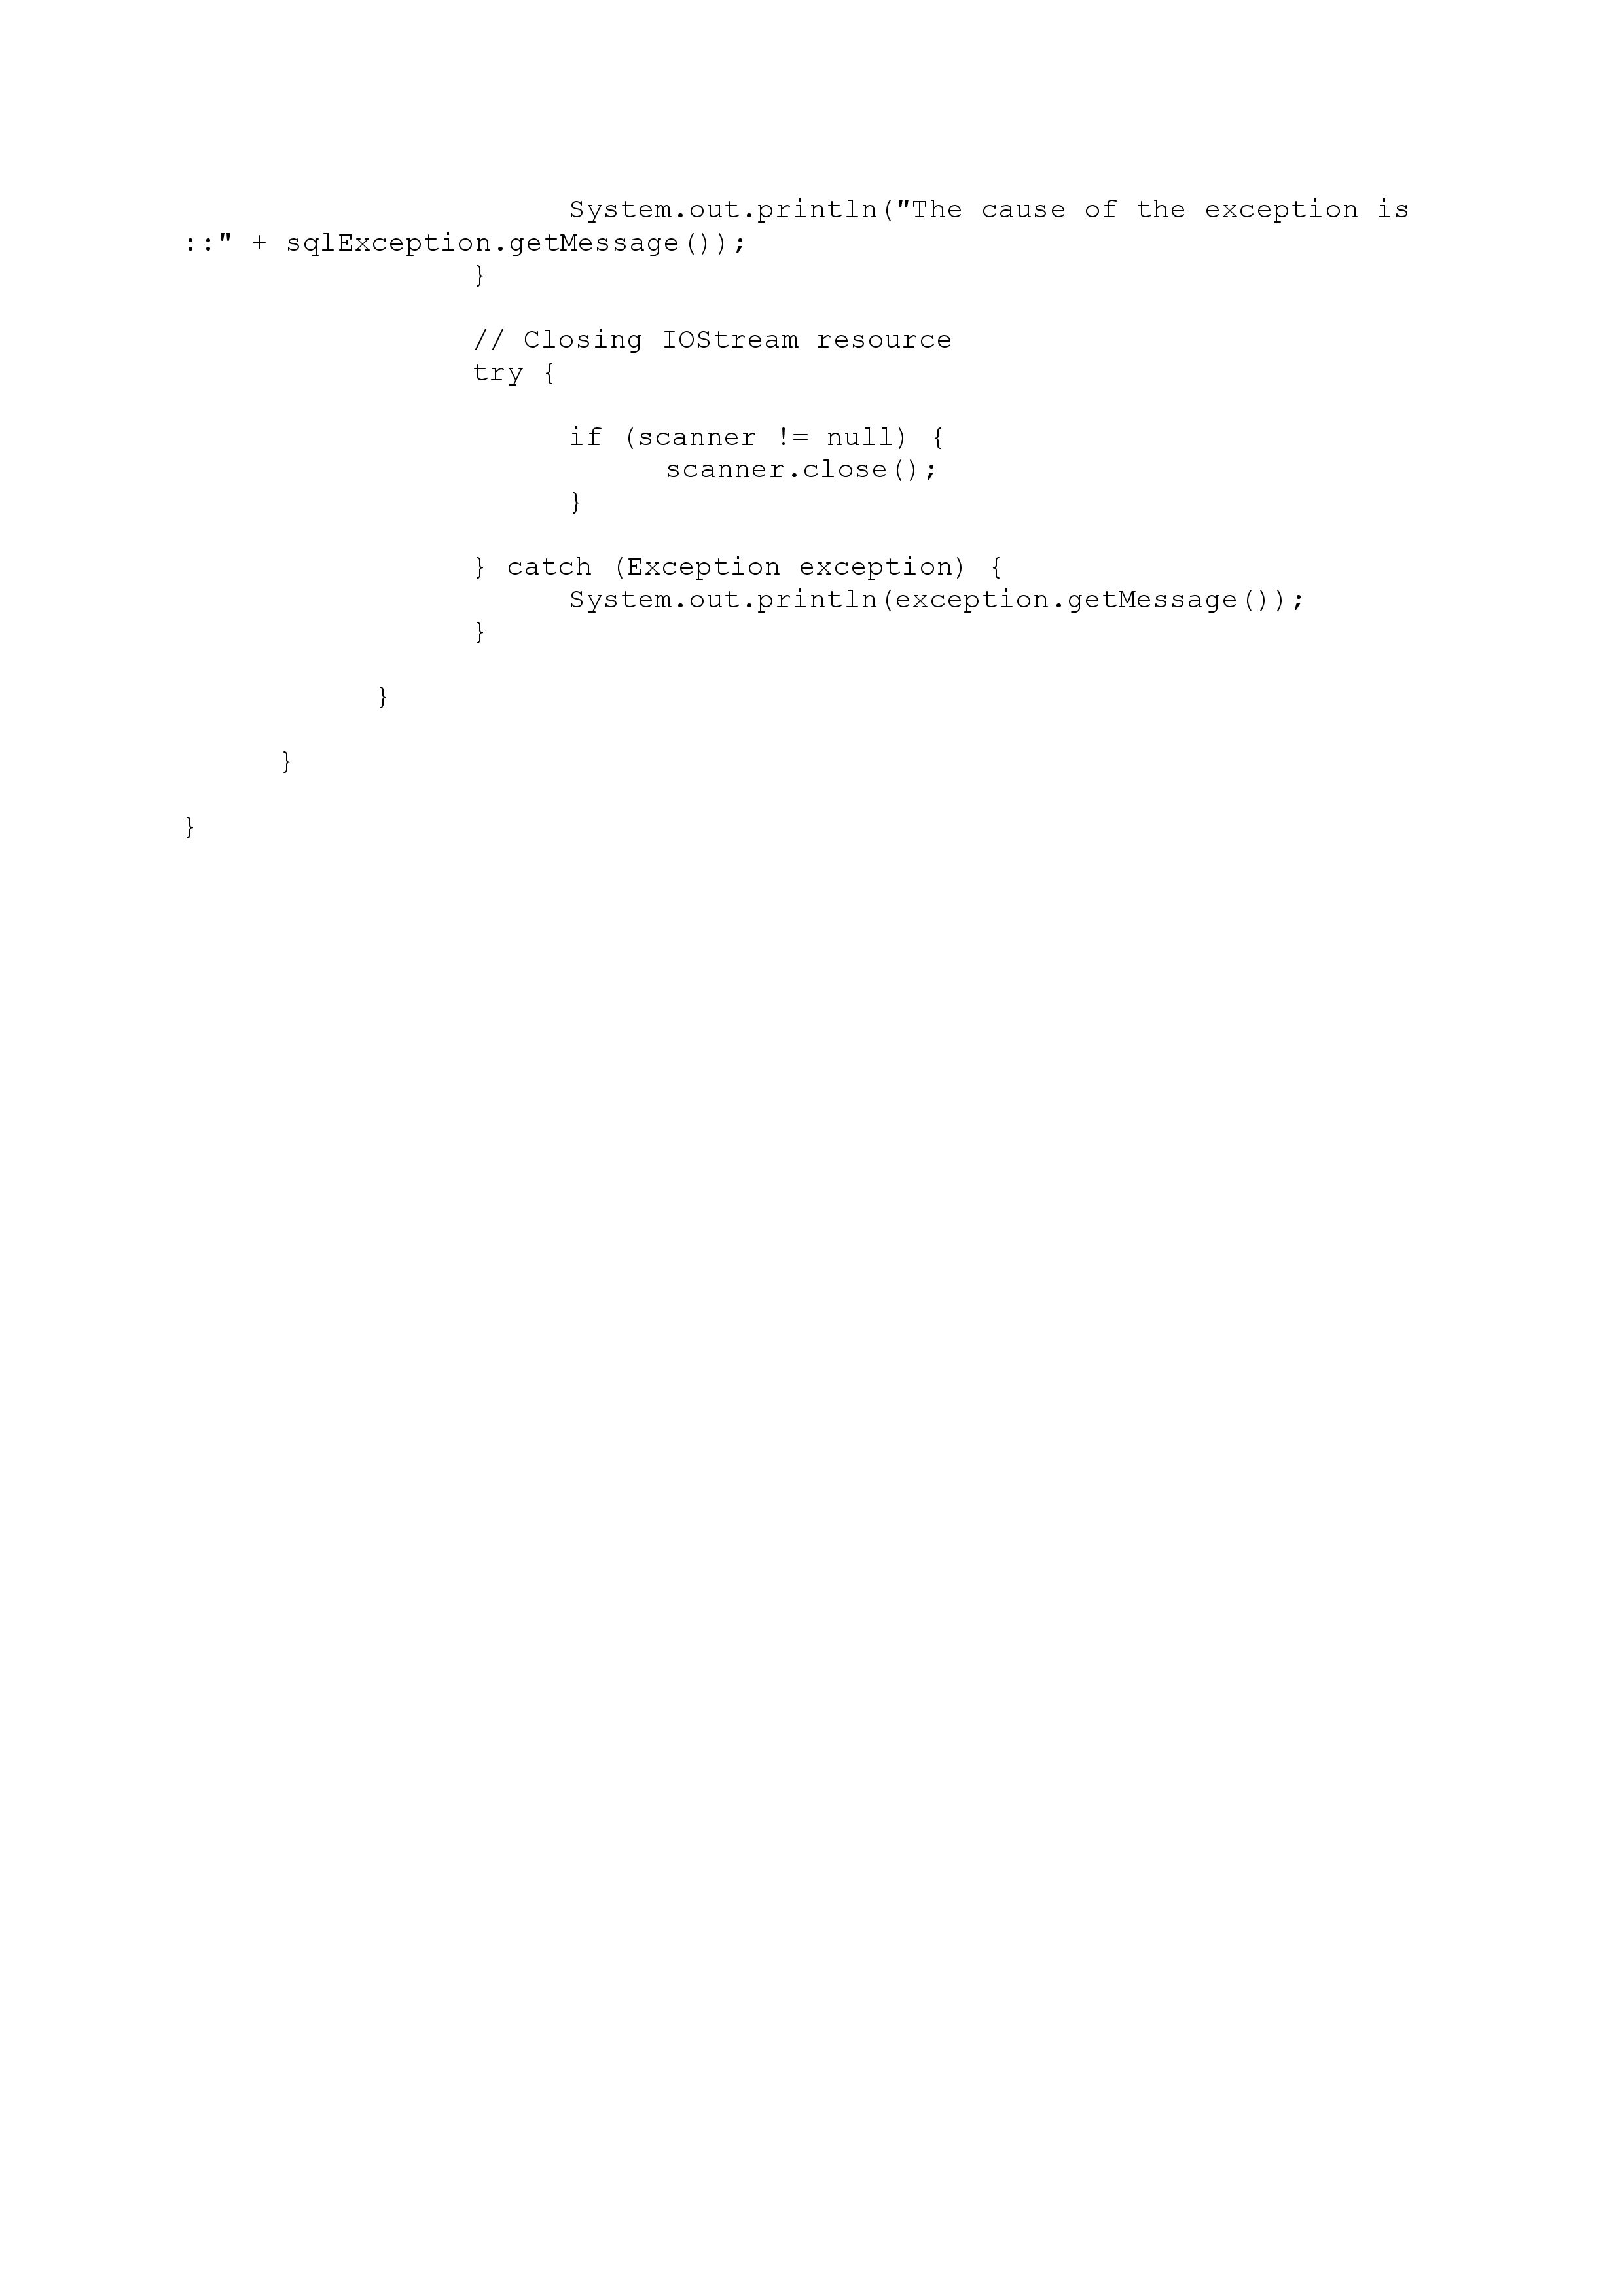 System.out.println("The cause of the exception is
::" + sqlException.getMessage());
}
// Closing IOStream resource
try {
if (scanner != null) {
scanner.close();
}
} catch (Exception exception) {
System.out.println(exception.getMessage());
}
}
}
}